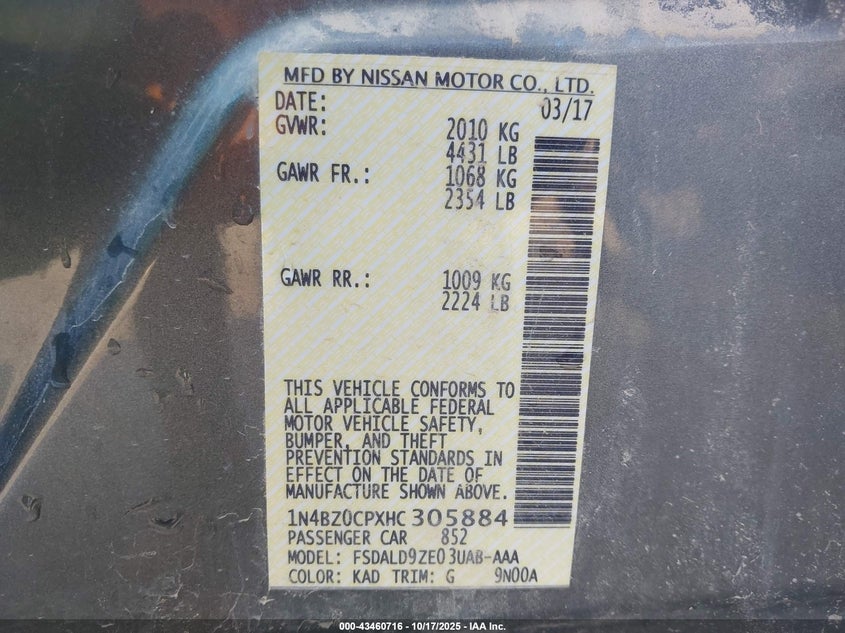 MFD BY NISSAN MOTOR CO., LTD.
DATE: 03/17
GVWR: 2010 KG
4431 LB
GAWR FR.: 1068 KG
2354 LB
GAWR RR.: 1009 KG
2224 LB
THIS VEHICLE CONFORMS TO
ALL APPLICABLE FEDERAL
MOTOR VEHICLE SAFETY,
BUMPER, AND THEFT
PREVENTION STANDARDS IN
EFFECT ON THE DATE OF
MANUFACTURE SHOWN ABOVE.
1N4BZ0CPXHC305884
PASSENGER CAR 852
MODEL: FSDALD9ZE03UAB-AAA
COLOR: KAD TRIM: G 9N00A
000-43460716 - 10/17/2025 - IAA Inc.